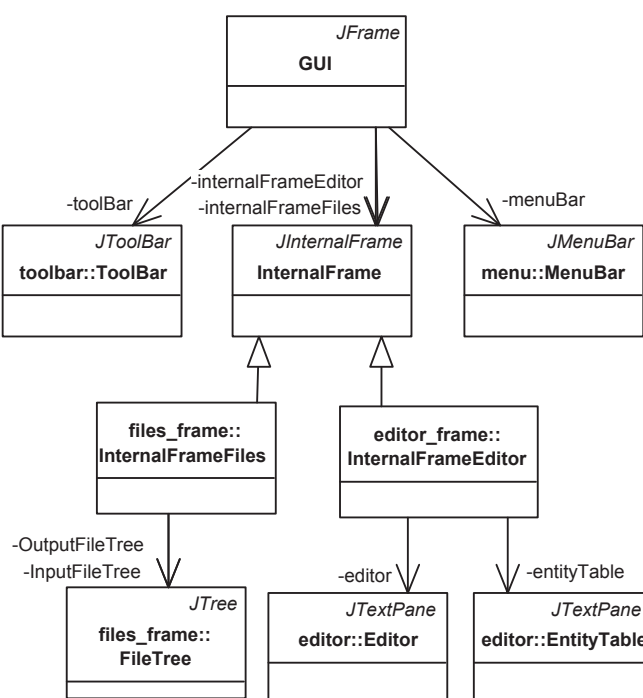 JFrame
GUI
-toolBar
-internalFrameEditor
-internalFrameFiles
-menuBar
JToolBar
toolbar::ToolBar
JInternalFrame
InternalFrame
JMenuBar
menu::MenuBar
files_frame::
InternalFrameFiles
editor_frame::
InternalFrameEditor
-OutputFileTree
-InputFileTree
-editor
-entityTable
JTree
files_frame::
FileTree
JTextPane
editor::Editor
JTextPane
editor::EntityTable